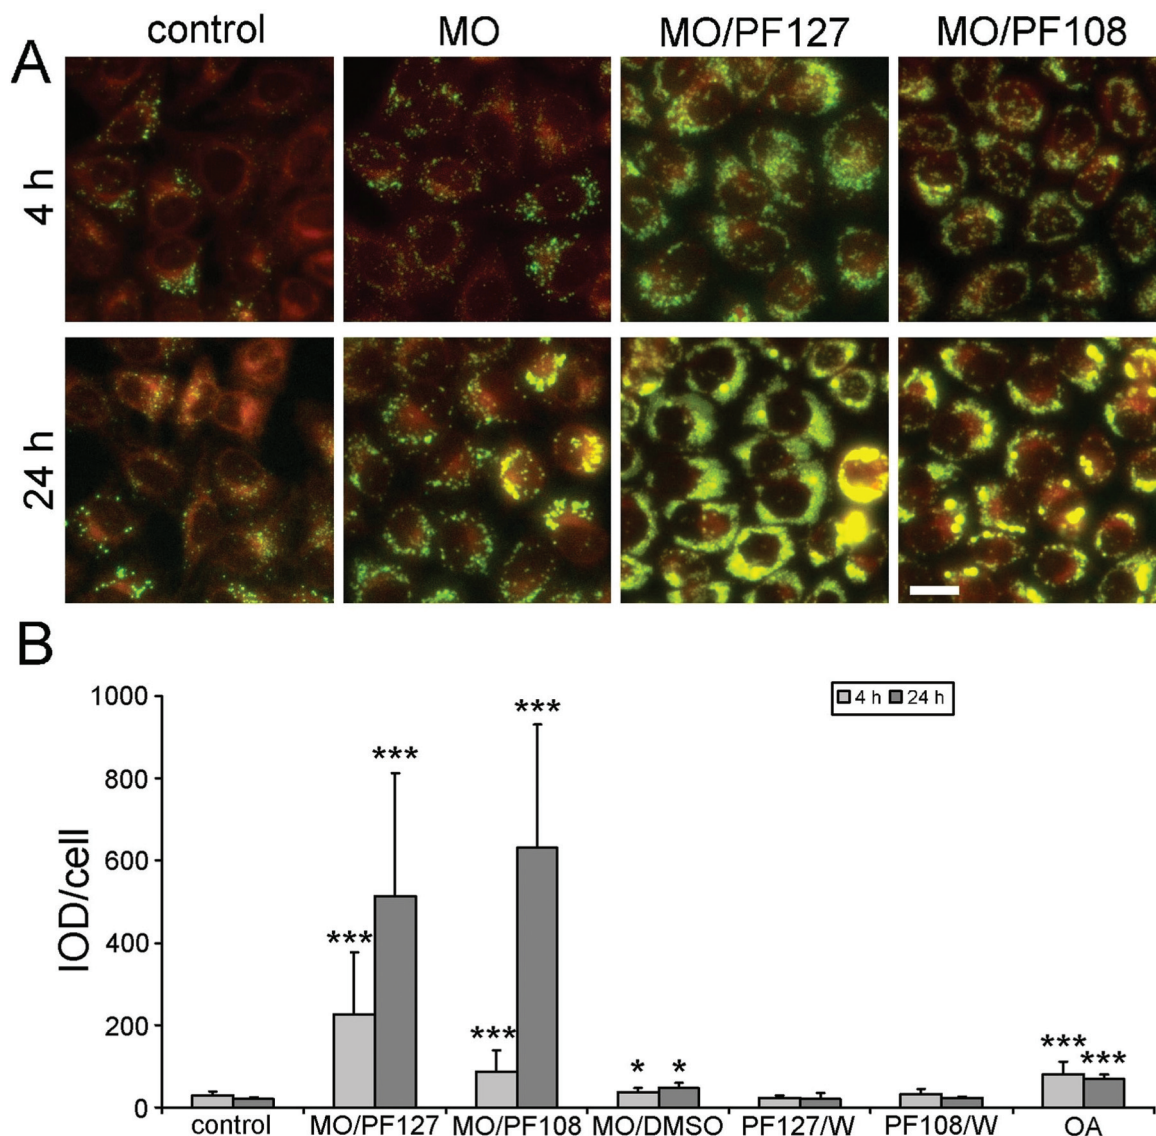 control MO MO/PF127 MO/PF108
A
4 h
24 h
B
1000
800
600
400
200
0
IOD/cell
4 h 24 h
*** *** *** *** * * *** ***
control MO/PF127 MO/PF108 MO/DMSO PF127/W PF108/W OA